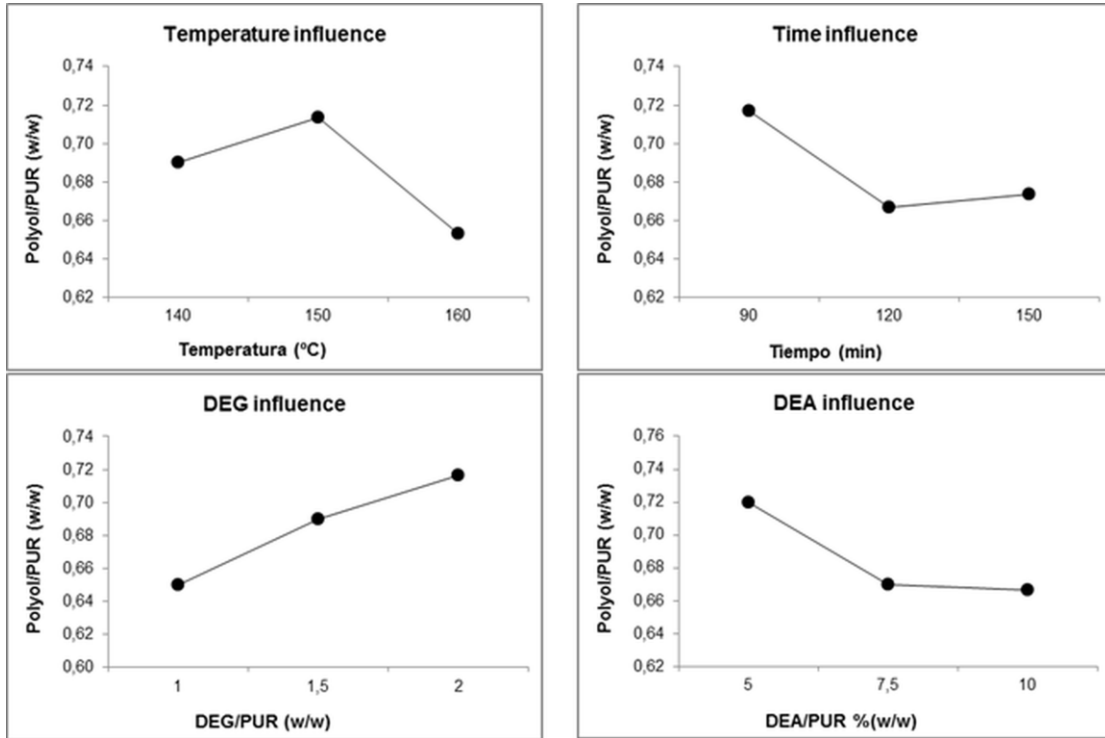 Temperature influence
Polyol/PUR (w/w)
0,74
0,72
0,70
0,68
0,66
0,64
0,62
140 150 160
Temperatura (ºC)
Time influence
Polyol/PUR (w/w)
0,74
0,72
0,70
0,68
0,66
0,64
0,62
90 120 150
Tiempo (min)
DEG influence
Polyol/PUR (w/w)
0,74
0,72
0,70
0,68
0,66
0,64
0,62
0,60
1 1,5 2
DEG/PUR (w/w)
DEA influence
Polyol/PUR (w/w)
0,76
0,74
0,72
0,70
0,68
0,66
0,64
0,62
5 7,5 10
DEA/PUR %(w/w)